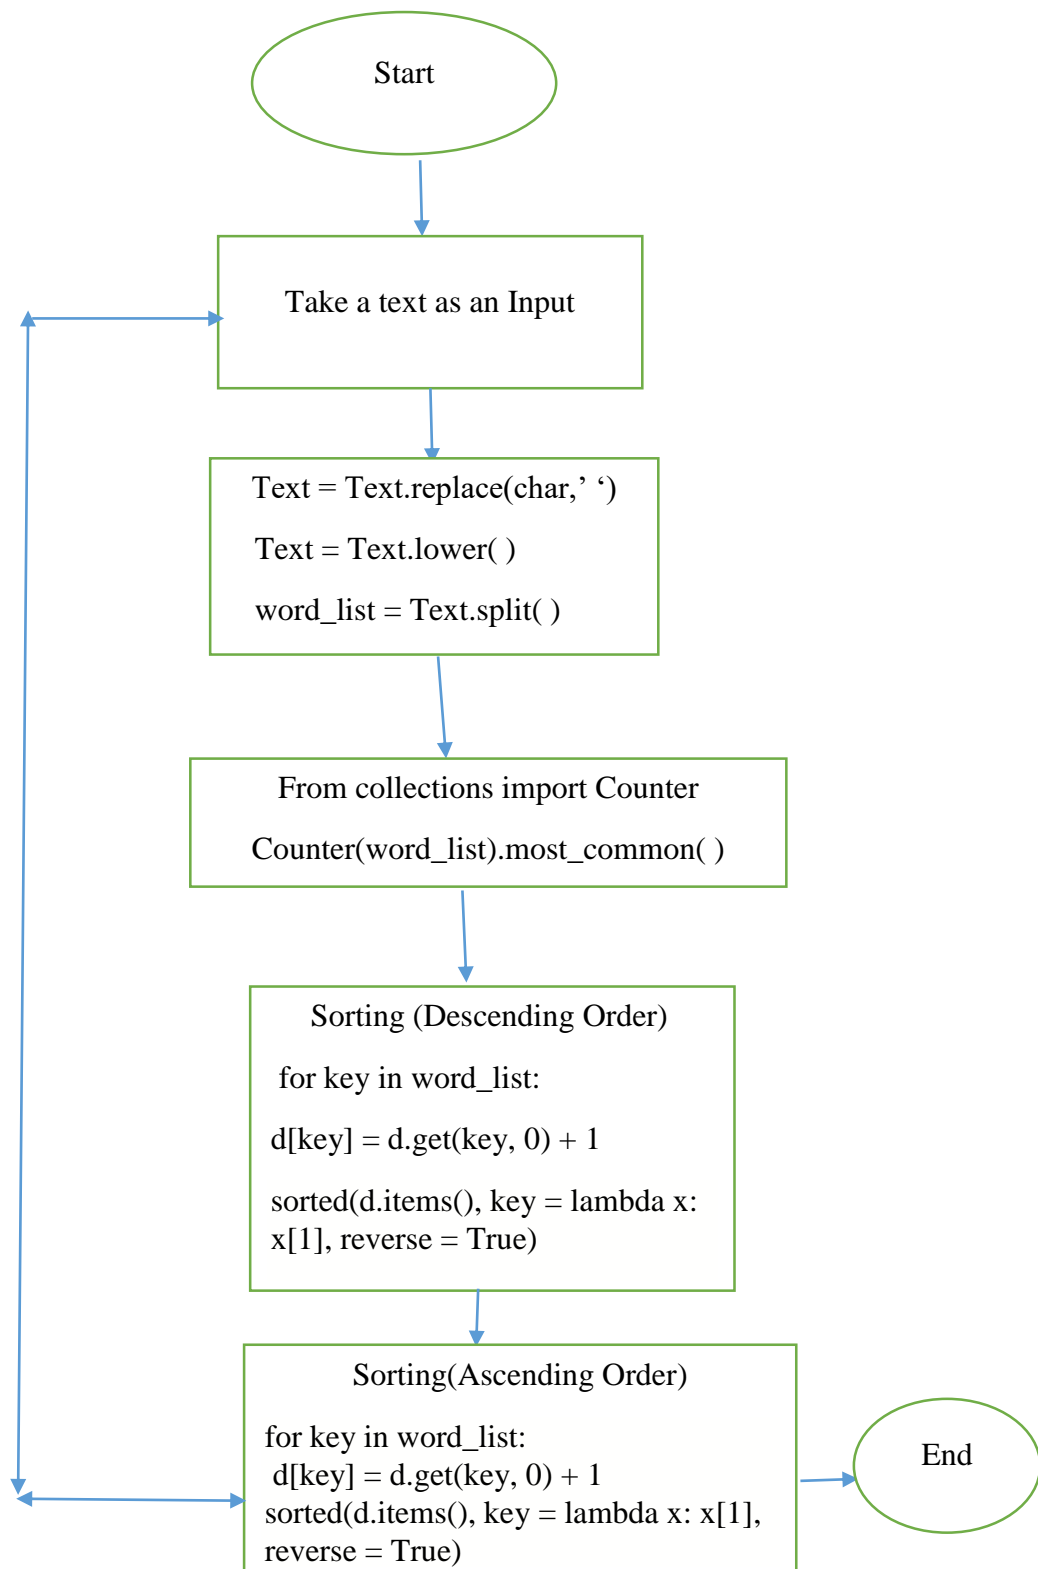 Start
Take a text as an Input
Text = Text.replace(char,’ ‘)
Text = Text.lower( )
word_list = Text.split( )
From collections import Counter
Counter(word_list).most_common( )
Sorting (Descending Order)
for key in word_list:
d[key] = d.get(key, 0) + 1
sorted(d.items(), key = lambda x:
x[1], reverse = True)
Sorting(Ascending Order)
for key in word_list:
d[key] = d.get(key, 0) + 1
sorted(d.items(), key = lambda x: x[1],
reverse = True)
End